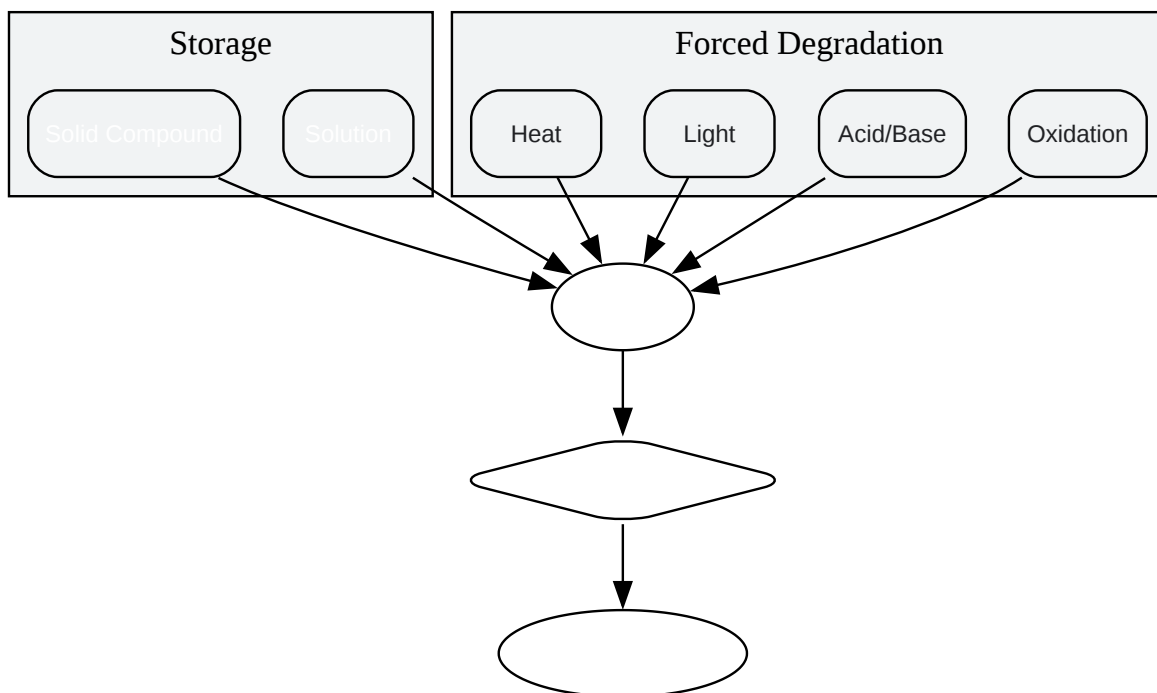 Storage
Forced Degradation
Solid Compound
Solution
Heat
Light
Acid/Base
Oxidation